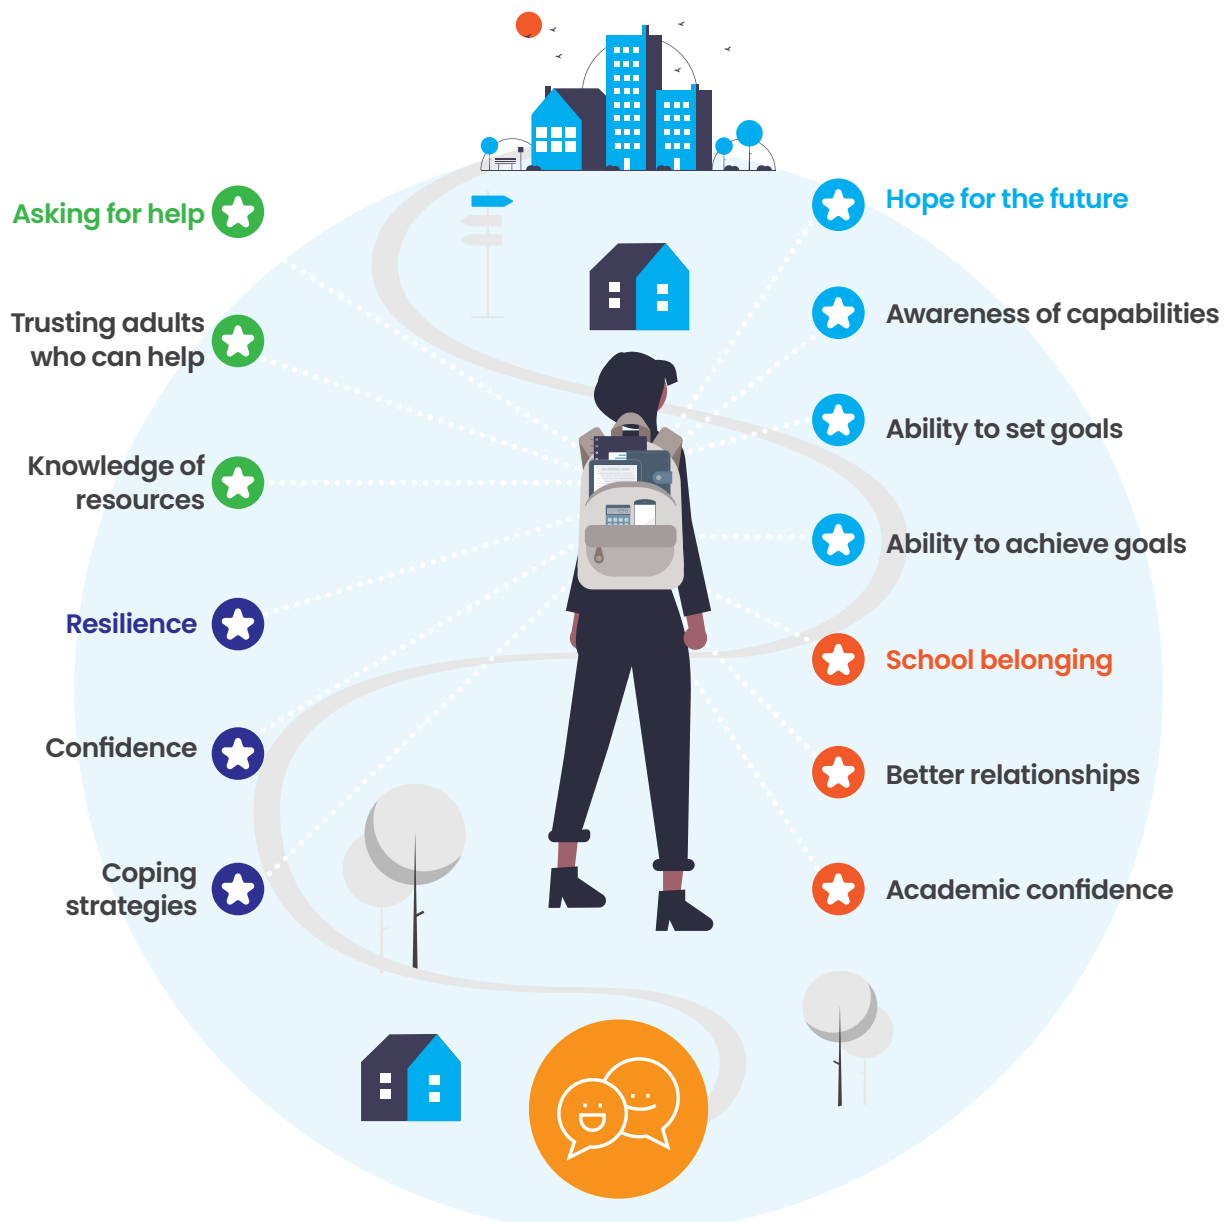 Asking for help
Trusting adults
who can help
Knowledge of
resources
Resilience
Confidence
Coping
strategies
Hope for the future
Awareness of capabilities
Ability to set goals
Ability to achieve goals
School belonging
Better relationships
Academic confidence